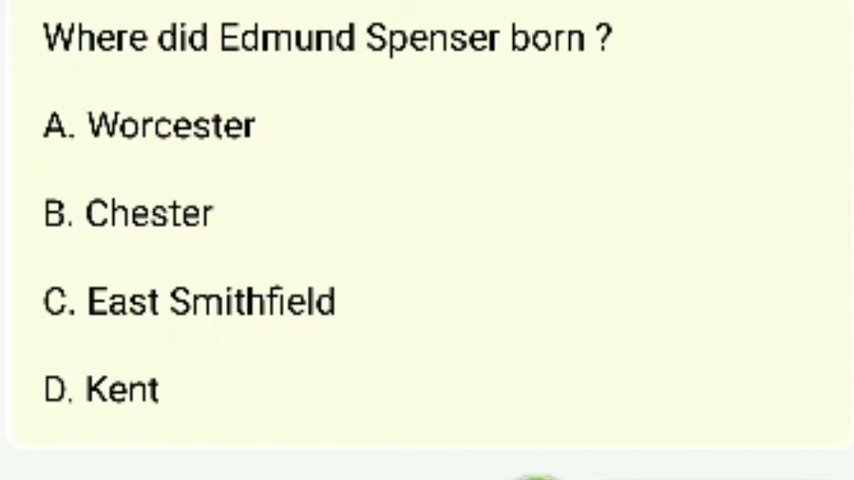 Where did Edmund Spenser born ?
A. Worcester
B. Chester
C. East Smithfield
D. Kent